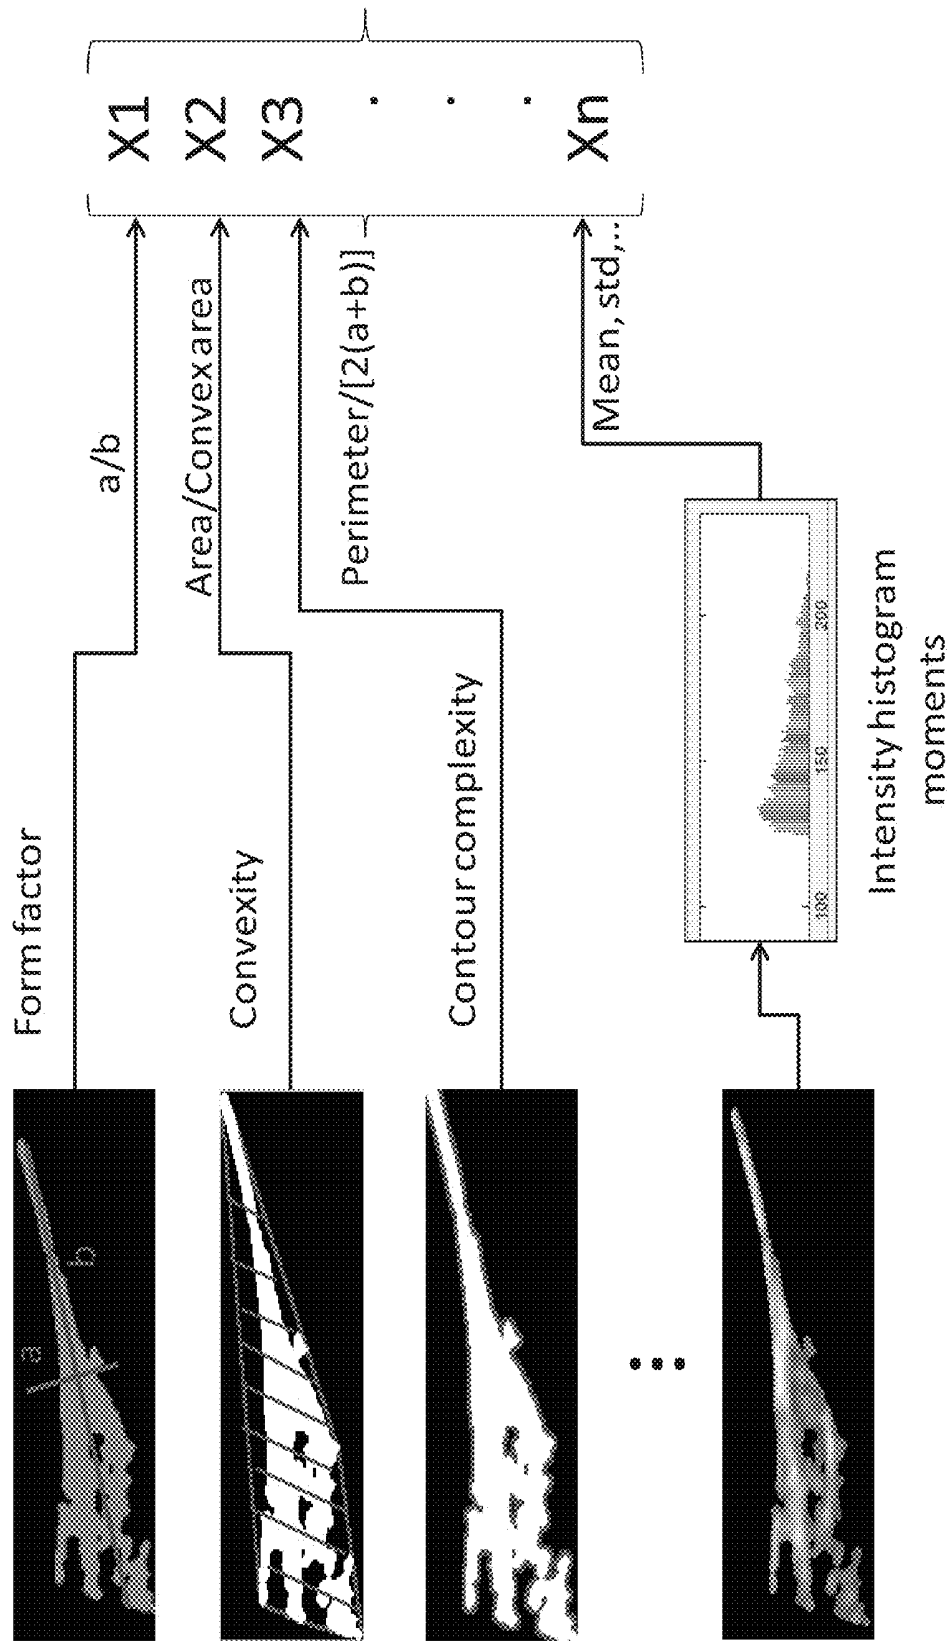 Form factor
a
b
a/b
X1
Convexity
Area/Convex area
X2
Contour complexity
Perimeter/[2(a+b)]
X3
.
.
.
...
100
150
200
Intensity histogram
moments
Mean, std,..
Xn